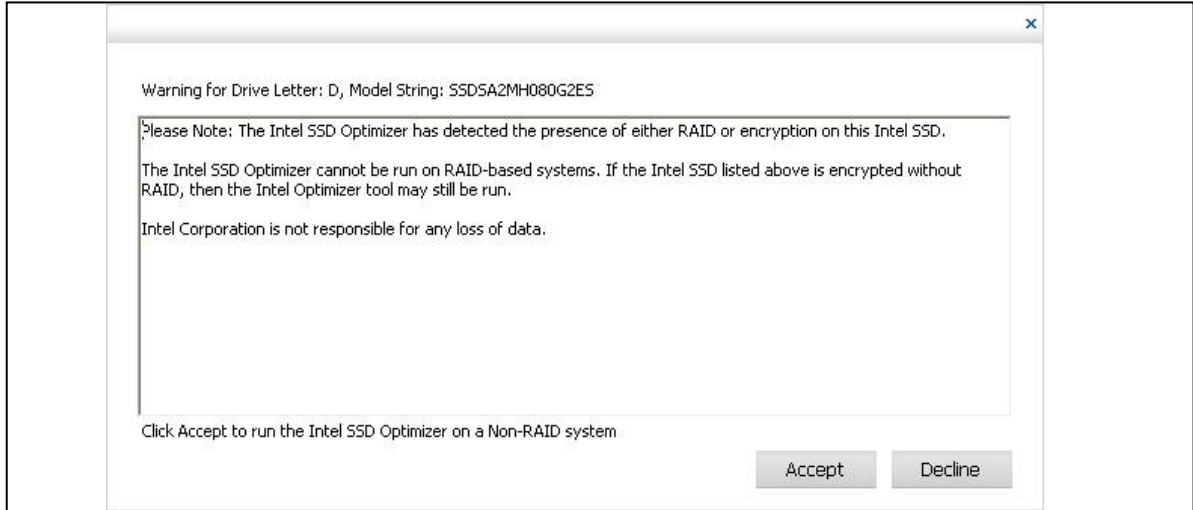 Warning for Drive Letter: D, Model String: SSDSA2MH080G2ES
Please Note: The Intel SSD Optimizer has detected the presence of either RAID or encryption on this Intel SSD.
The Intel SSD Optimizer cannot be run on RAID-based systems. If the Intel SSD listed above is encrypted without
RAID, then the Intel Optimizer tool may still be run.
Intel Corporation is not responsible for any loss of data.
Click Accept to run the Intel SSD Optimizer on a Non-RAID system
Accept Decline